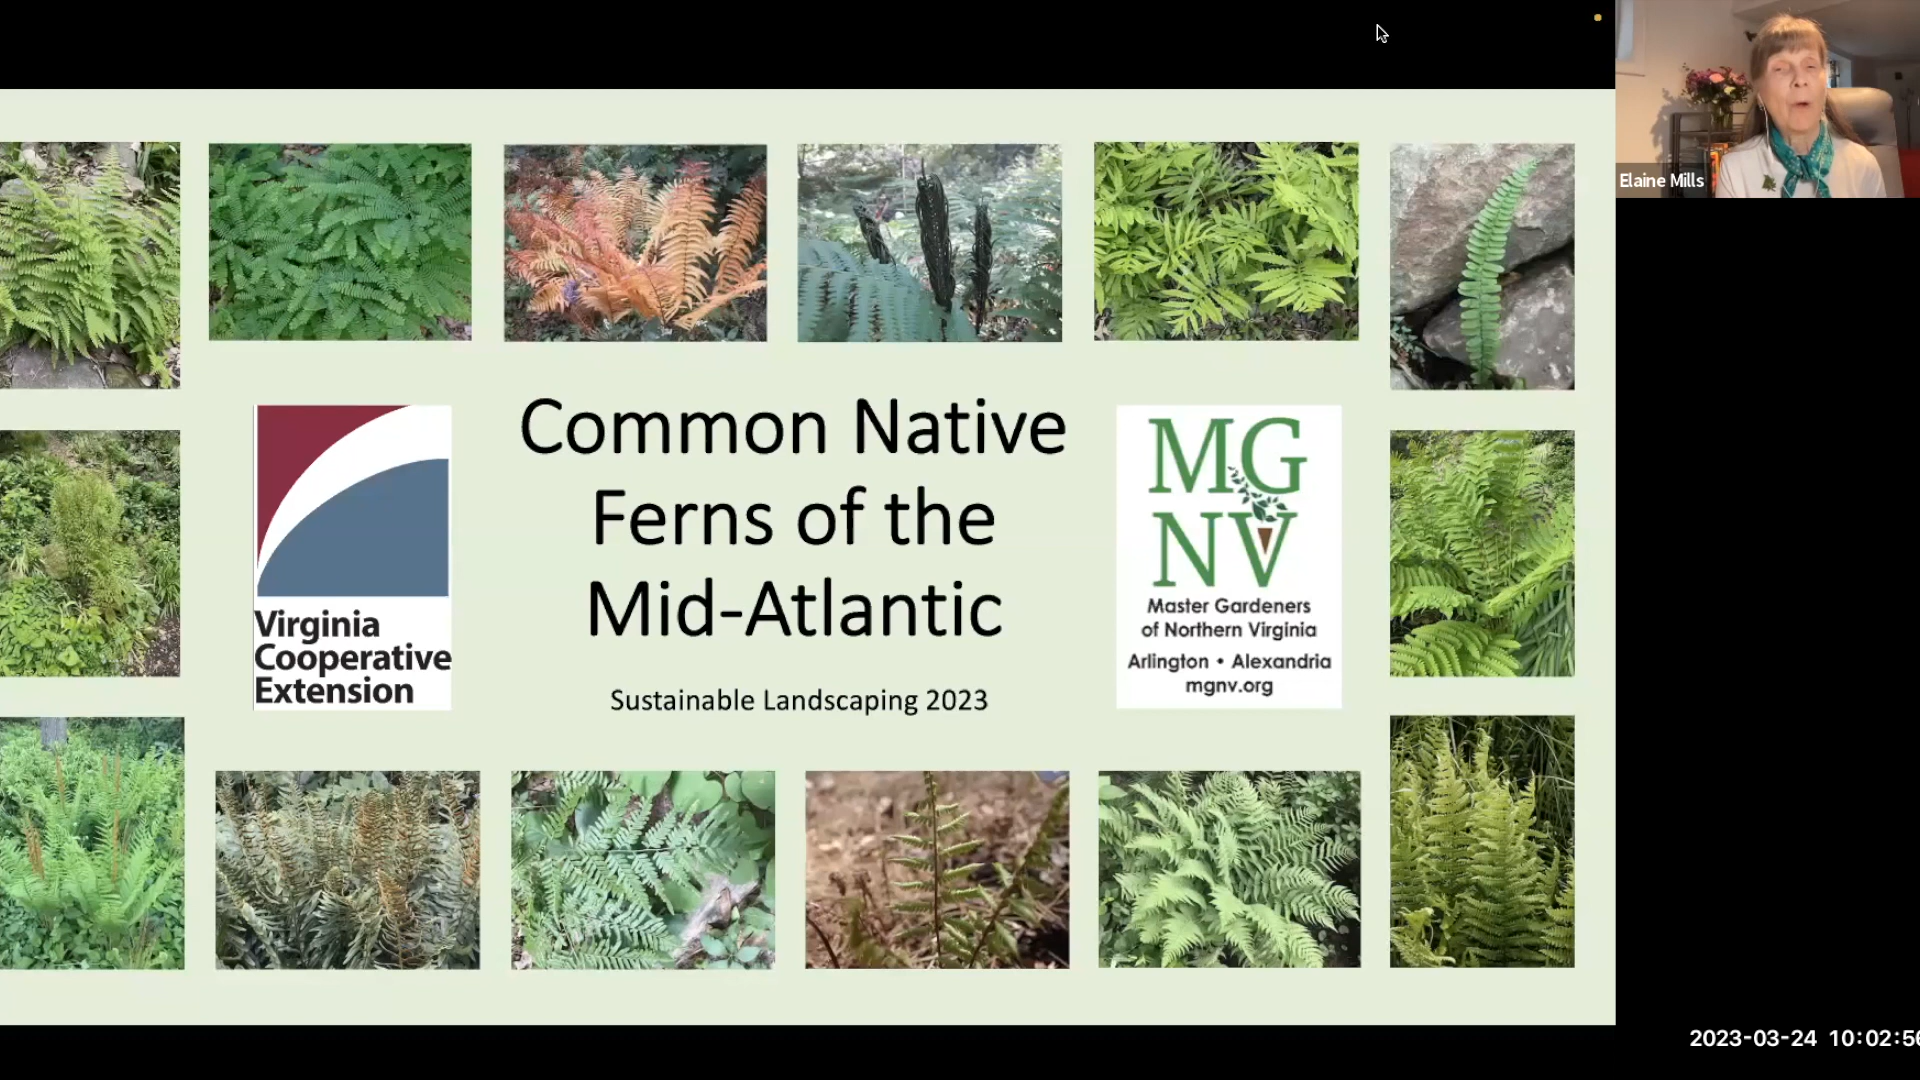 Elaine Mills
Common Native
Ferns of the
Mid-Atlantic
Sustainable Landscaping 2023
Virginia
Cooperative
Extension
MG
NV
Master Gardeners
of Northern Virginia
Arlington • Alexandria
mgnv.org
2023-03-24 10:02:56